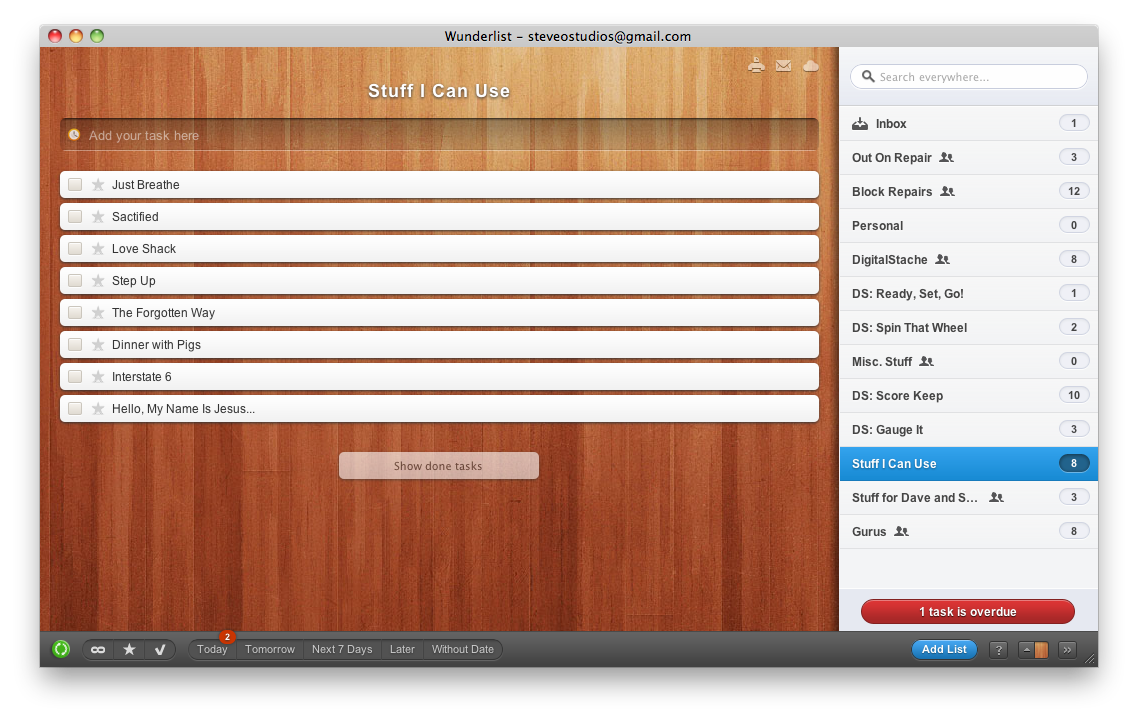 Wunderlist – steveostudios@gmail.com
Stuff I Can Use
Add your task here
Just Breathe
Sactified
Love Shack
Step Up
The Forgotten Way
Dinner with Pigs
Interstate 6
Hello, My Name Is Jesus...
Show done tasks
Search everywhere...
Inbox 1
Out On Repair 3
Block Repairs 12
Personal 0
DigitalStache 8
DS: Ready, Set, Go! 1
DS: Spin That Wheel 2
Misc. Stuff 0
DS: Score Keep 10
DS: Gauge It 3
Stuff I Can Use 8
Stuff for Dave and S... 3
Gurus 8
1 task is overdue
2
Today Tomorrow Next 7 Days Later Without Date
Add List ? »